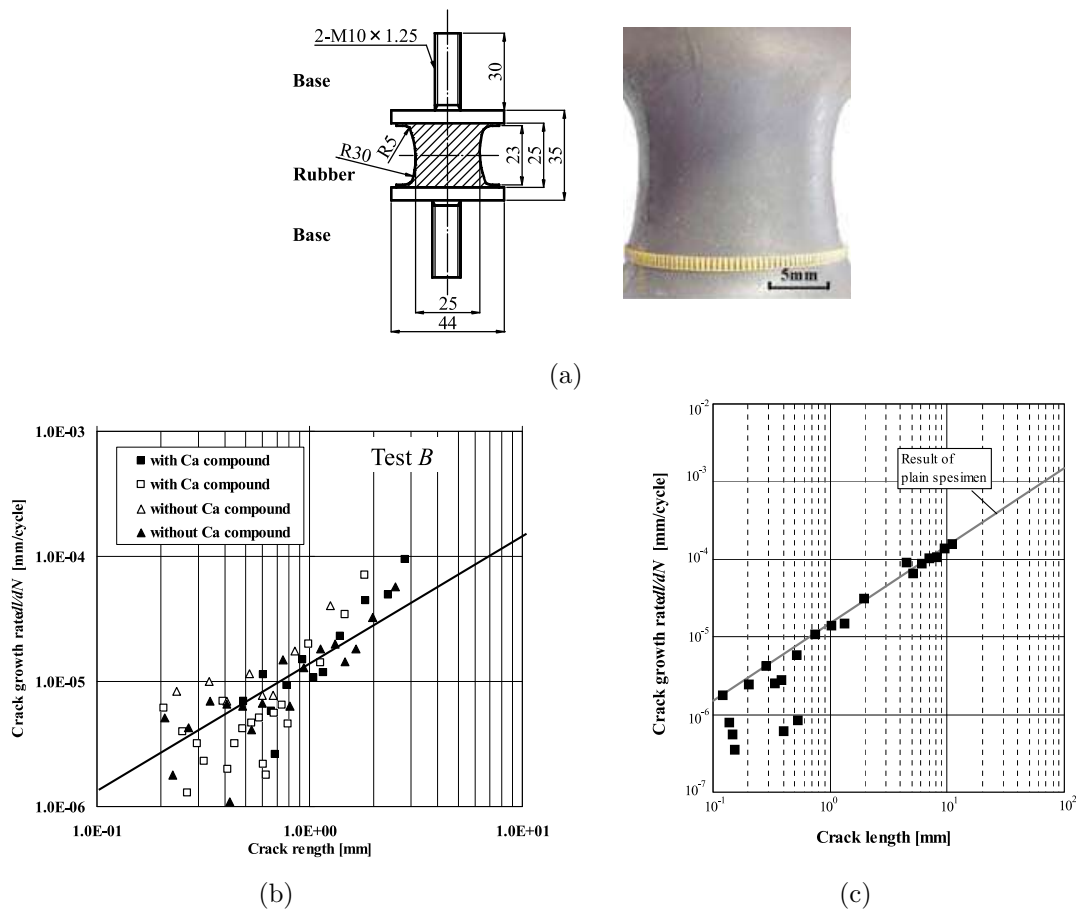 2-M10×1.25
Base
30
R5
R30
Rubber
23
25
35
Base
25
44
5mm
(a)
1.0E-03
1.0E-04
1.0E-05
1.0E-06
Crack growth rate dl/dN [mm/cycle]
Test B
with Ca compound
with Ca compound
without Ca compound
without Ca compound
1.0E-01
1.0E+00
1.0E+01
Crack rength [mm]
(b)
10-2
10-3
10-4
10-5
10-6
10-7
Crack growth rate dl/dN [mm/cycle]
Result of
plain spesimen
10-1
100
101
102
Crack length [mm]
(c)